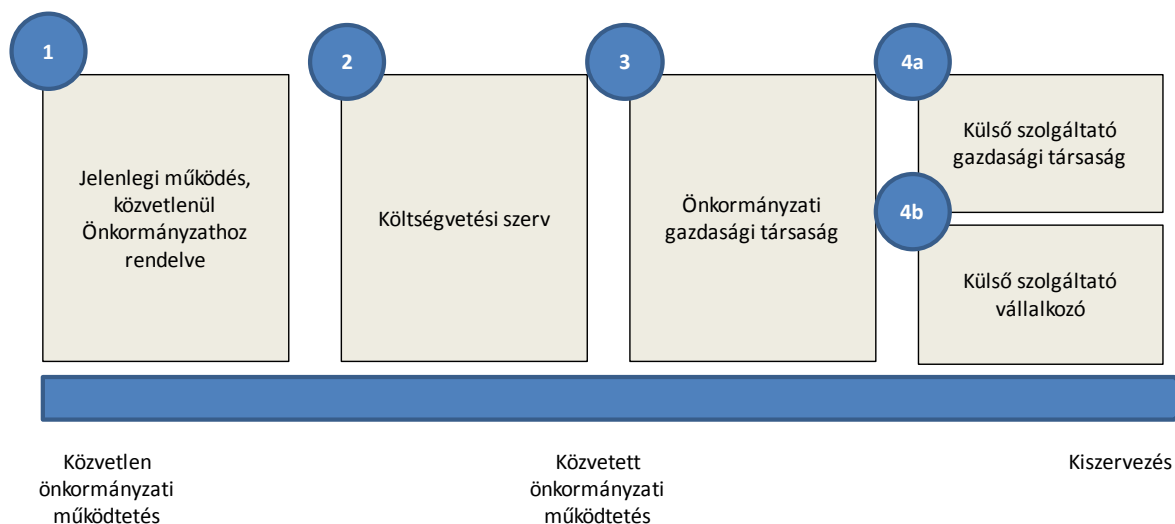 1
Jelenlegi működés,
közvetlenül
Önkormányzathoz
rendelve
2
Költségvetési szerv
3
Önkormányzati
gazdasági társaság
4a
Külső szolgáltató
gazdasági társaság
4b
Külső szolgáltató
vállalkozó
Közvetlen
önkormányzati
működtetés
Közvetett
önkormányzati
működtetés
Kiszervezés